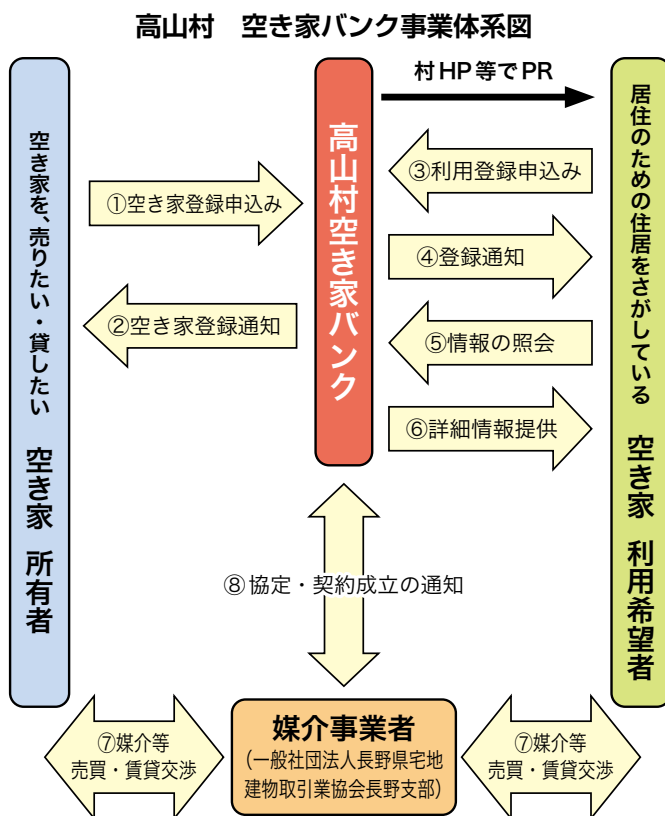 高山村 空き家バンク事業体系図
村HP等でPR
空き家を、売りたい・貸したい 空き家 所有者
高山村空き家バンク
居住のための住居をさがしている 空き家 利用希望者
①空き家登録申込み
②空き家登録通知
③利用登録申込み
④登録通知
⑤情報の照会
⑥詳細情報提供
⑧協定・契約成立の通知
⑦媒介等
売買・賃貸交渉
媒介事業者
(一般社団法人長野県宅地
建物取引業協会長野支部)
⑦媒介等
売買・賃貸交渉